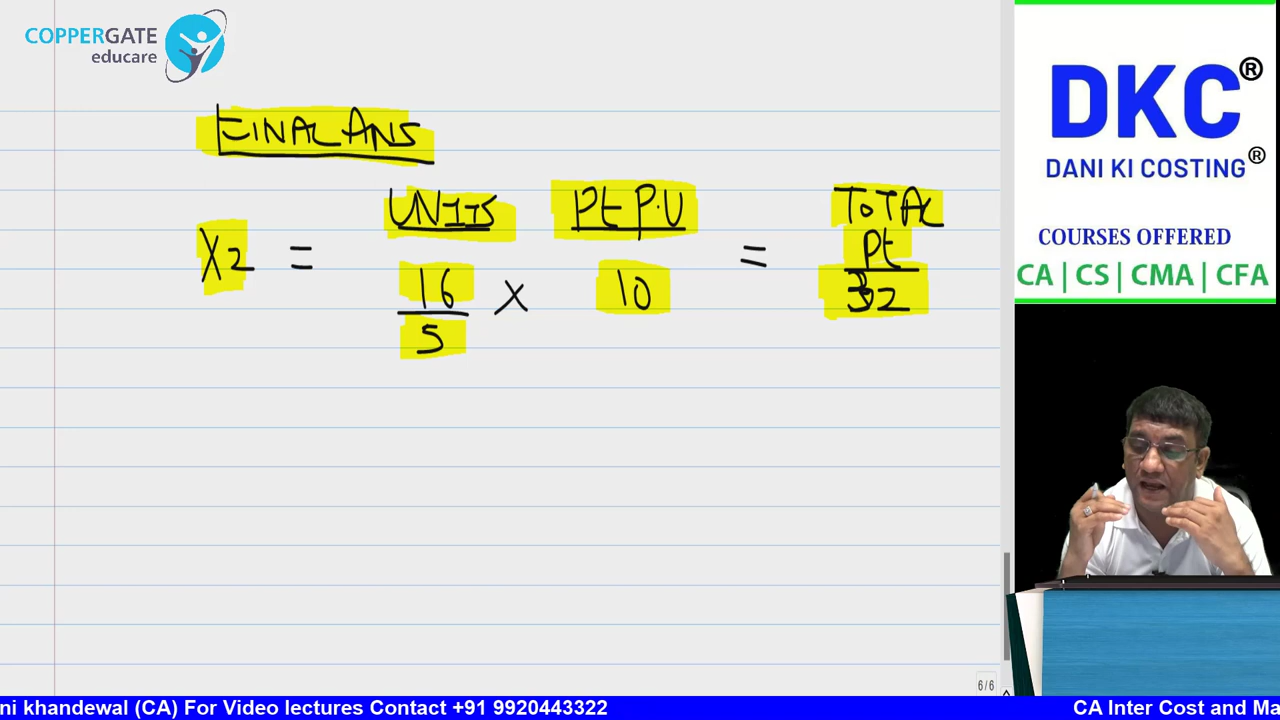 COPPERGATE
educare
FINAL ANS
UNITS Pt P.U TOTAL
Pt
X2 = 16/5 x 10 = 32
6/6
DKC®
DANI KI COSTING®
COURSES OFFERED
CA | CS | CMA | CFA
ni khandewal (CA) For Video lectures Contact +91 9920443322
CA Inter Cost and Ma